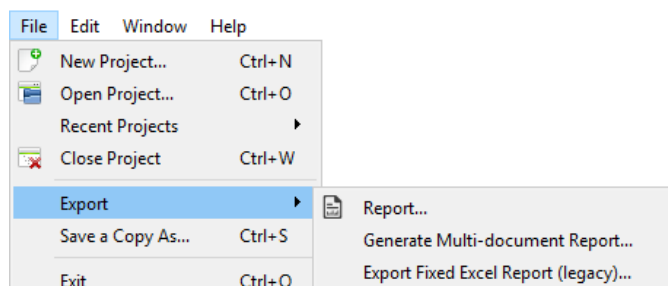 File Edit Window Help
New Project... Ctrl+N
Open Project... Ctrl+O
Recent Projects
Close Project Ctrl+W
Export
Report...
Save a Copy As... Ctrl+S
Generate Multi-document Report...
Exit Ctrl+Q
Export Fixed Excel Report (legacy)...